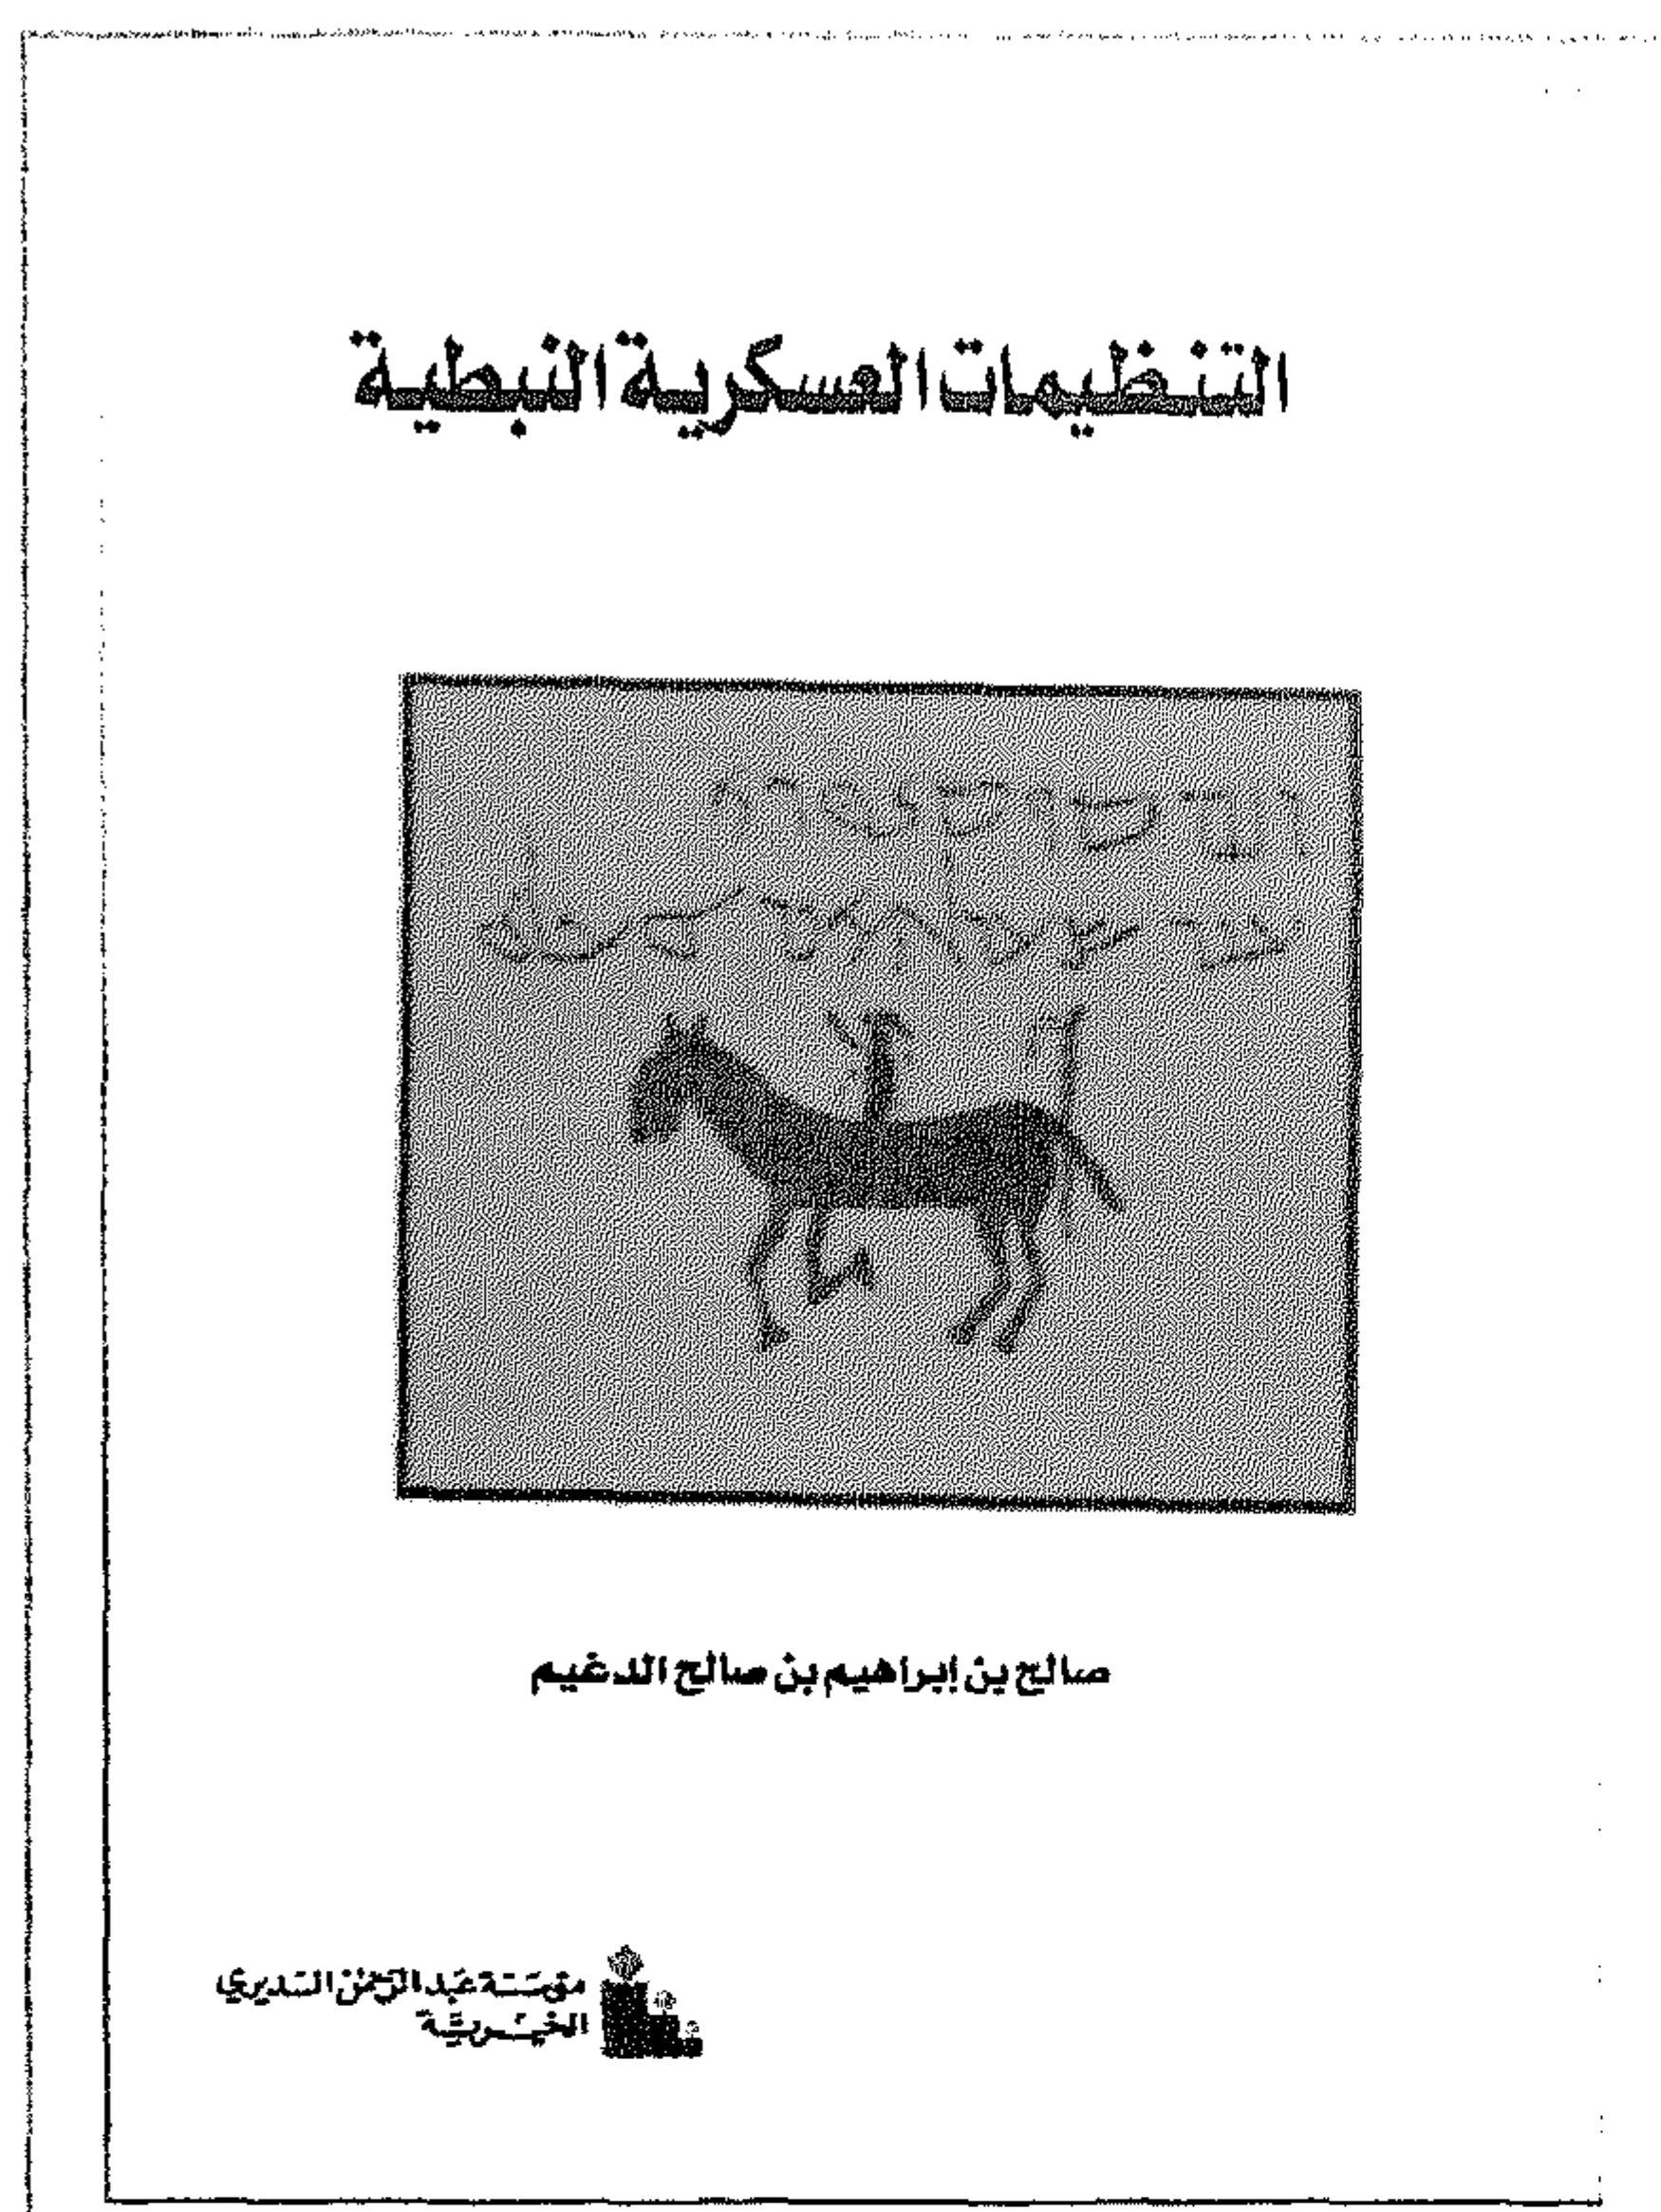 التنظيمات العسكرية النبطية
صالح بن إبراهيم بن صالح الدغيم
مؤسسة عبد الرحمن السديري
الخيرية